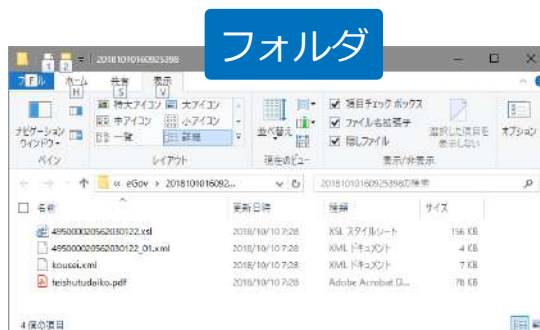 フォルダ
20181010160925398
ファイル ホーム 共有 表示
F H S V
1 2
ナビゲーション ウィンドウ
特大アイコン 大アイコン
中アイコン 小アイコン
一覧 詳細
並べ替え
項目チェック ボックス
ファイル名拡張子
隠しファイル
選択した項目を表示しない
オプション
ペイン レイアウト 現在のビュー 表示/非表示
« eGov > 2018101016092... 20181010160925398の検索
名前 更新日時 種類 サイズ
495000020562030122.xsl 2018/10/10 7:28 XSL スタイルシート 156 KB
495000020562030122_01.xml 2018/10/10 7:28 XML ドキュメント 4 KB
kousei.xml 2018/10/10 7:28 XML ドキュメント 7 KB
teishutudaiko.pdf 2018/10/10 7:28 Adobe Acrobat D... 78 KB
4 個の項目